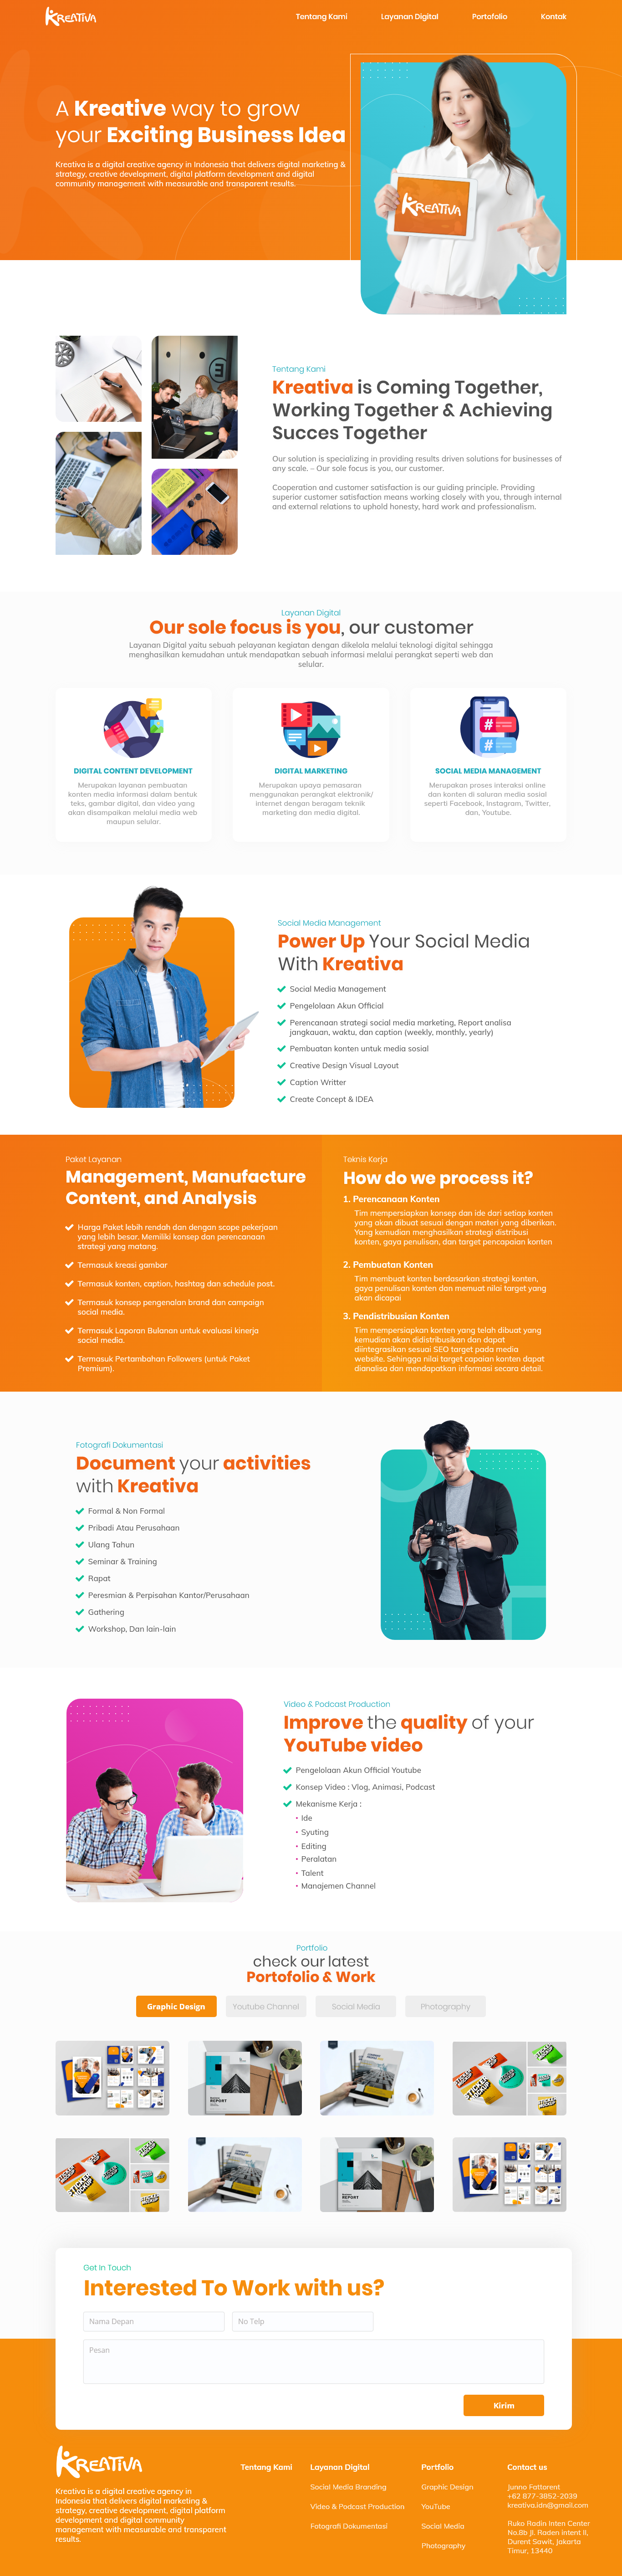 KREATIVA
Tentang Kami
Layanan Digital
Portofolio
Kontak
A Kreative way to grow
your Exciting Business Idea
Kreativa is a digital creative agency in Indonesia that delivers digital marketing &
strategy, creative development, digital platform development and digital
community management with measurable and transparent results.
KREATIVA
Tentang Kami
Kreativa is Coming Together,
Working Together & Achieving
Succes Together
Our solution is specializing in providing results driven solutions for businesses of
any scale. – Our sole focus is you, our customer.
Cooperation and customer satisfaction is our guiding principle. Providing
superior customer satisfaction means working closely with you, through internal
and external relations to uphold honesty, hard work and professionalism.
Layanan Digital
Our sole focus is you, our customer
Layanan Digital yaitu sebuah pelayanan kegiatan dengan dikelola melalui teknologi digital sehingga
menghasilkan kemudahan untuk mendapatkan sebuah informasi melalui perangkat seperti web dan
selular.
DIGITAL CONTENT DEVELOPMENT
Merupakan layanan pembuatan
konten media informasi dalam bentuk
teks, gambar digital, dan video yang
akan disampaikan melalui media web
maupun selular.
DIGITAL MARKETING
Merupakan upaya pemasaran
menggunakan perangkat elektronik/
internet dengan beragam teknik
marketing dan media digital.
SOCIAL MEDIA MANAGEMENT
Merupakan proses interaksi online
dan konten di saluran media sosial
seperti Facebook, Instagram, Twitter,
dan, Youtube.
Social Media Management
Power Up Your Social Media
With Kreativa
Social Media Management
Pengelolaan Akun Official
Perencanaan strategi social media marketing, Report analisa
jangkauan, waktu, dan caption (weekly, monthly, yearly)
Pembuatan konten untuk media sosial
Creative Design Visual Layout
Caption Writter
Create Concept & IDEA
Paket Layanan
Management, Manufacture
Content, and Analysis
Harga Paket lebih rendah dan dengan scope pekerjaan
yang lebih besar. Memiliki konsep dan perencanaan
strategi yang matang.
Termasuk kreasi gambar
Termasuk konten, caption, hashtag dan schedule post.
Termasuk konsep pengenalan brand dan campaign
social media.
Termasuk Laporan Bulanan untuk evaluasi kinerja
social media.
Termasuk Pertambahan Followers (untuk Paket
Premium).
Teknis Kerja
How do we process it?
1. Perencanaan Konten
Tim mempersiapkan konsep dan ide dari setiap konten
yang akan dibuat sesuai dengan materi yang diberikan.
Yang kemudian menghasilkan strategi distribusi
konten, gaya penulisan, dan target pencapaian konten
2. Pembuatan Konten
Tim membuat konten berdasarkan strategi konten,
gaya penulisan konten dan memuat nilai target yang
akan dicapai
3. Pendistribusian Konten
Tim mempersiapkan konten yang telah dibuat yang
kemudian akan didistribusikan dan dapat
diintegrasikan sesuai SEO target pada media
website. Sehingga nilai target capaian konten dapat
dianalisa dan mendapatkan informasi secara detail.
Fotografi Dokumentasi
Document your activities
with Kreativa
Formal & Non Formal
Pribadi Atau Perusahaan
Ulang Tahun
Seminar & Training
Rapat
Peresmian & Perpisahan Kantor/Perusahaan
Gathering
Workshop, Dan lain-lain
Video & Podcast Production
Improve the quality of your
YouTube video
Pengelolaan Akun Official Youtube
Konsep Video : Vlog, Animasi, Podcast
Mekanisme Kerja :
• Ide
• Syuting
• Editing
• Peralatan
• Talent
• Manajemen Channel
Portfolio
check our latest
Portofolio & Work
Graphic Design
Youtube Channel
Social Media
Photography
REPORT
STICKER MOCKUP
STICKER MOCKUP
REPORT
Get In Touch
Interested To Work with us?
Nama Depan
No Telp
Pesan
Kirim
KREATIVA
Kreativa is a digital creative agency in
Indonesia that delivers digital marketing &
strategy, creative development, digital platform
development and digital community
management with measurable and transparent
results.
Tentang Kami
Layanan Digital
Social Media Branding
Video & Podcast Production
Fotografi Dokumentasi
Portfolio
Graphic Design
YouTube
Social Media
Photography
Contact us
Junno Fattorent
+62 877-3852-2039
kreativa.idn@gmail.com
Ruko Radin Inten Center
No.8b Jl. Raden intent II,
Durent Sawit, Jakarta
Timur, 13440